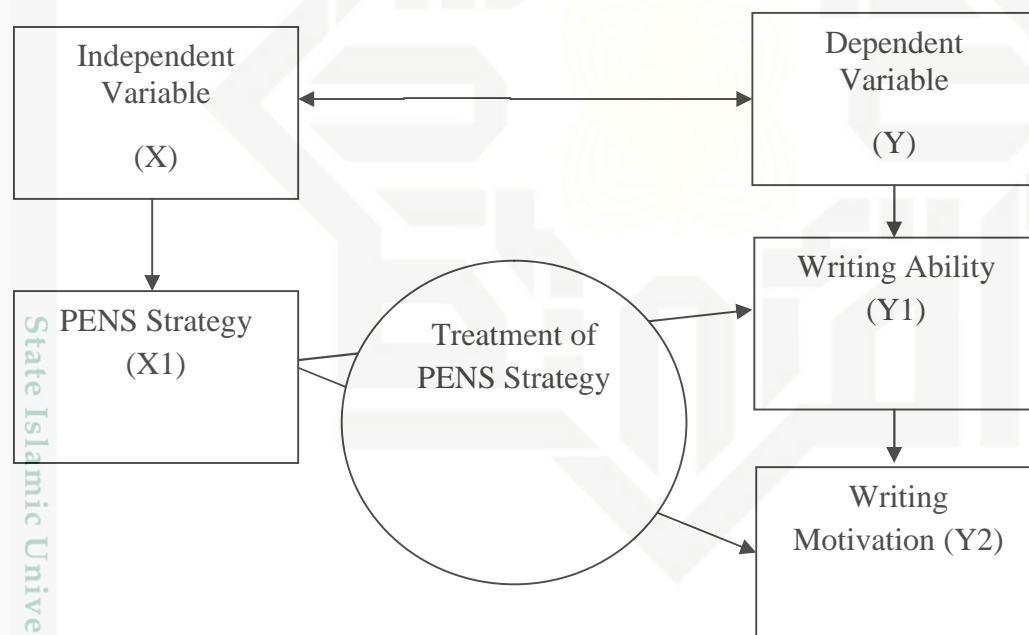 Independent
Variable
(X)
Dependent
Variable
(Y)
PENS Strategy
(X1)
Treatment of
PENS Strategy
Writing Ability
(Y1)
Writing
Motivation (Y2)
State Islamic Unive